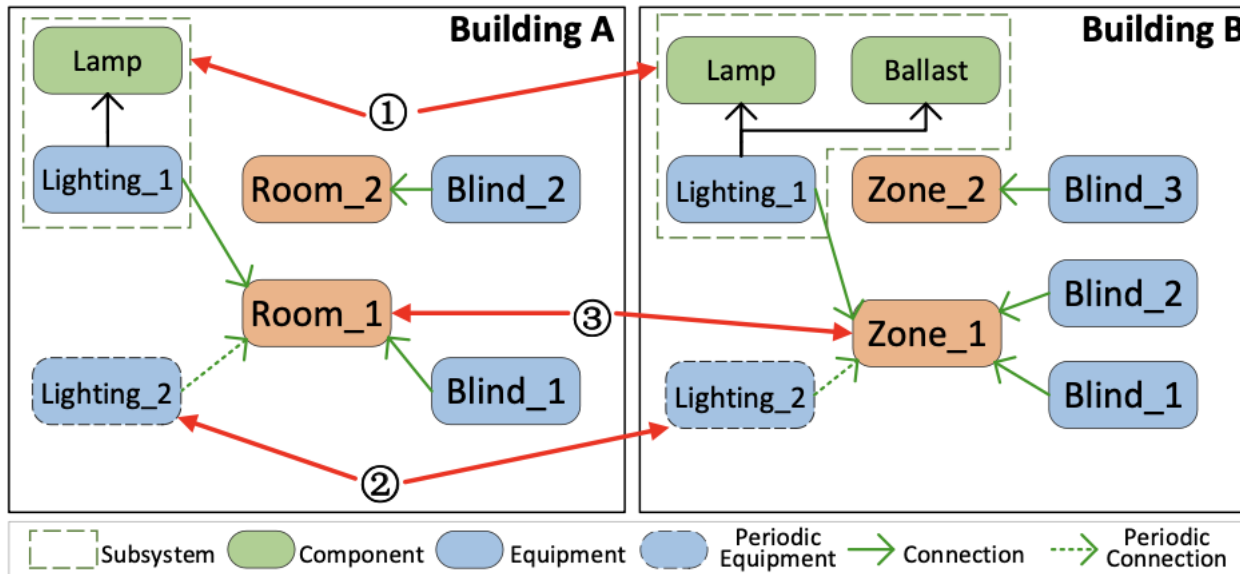 Building A
Lamp
①
Lighting_1
Room_2
Blind_2
Room_1
③
Lighting_2
Blind_1
②
Building B
Lamp
Ballast
Lighting_1
Zone_2
Blind_3
Blind_2
Zone_1
Lighting_2
Blind_1
Subsystem
Component
Equipment
Periodic
Equipment
Connection
Periodic
Connection